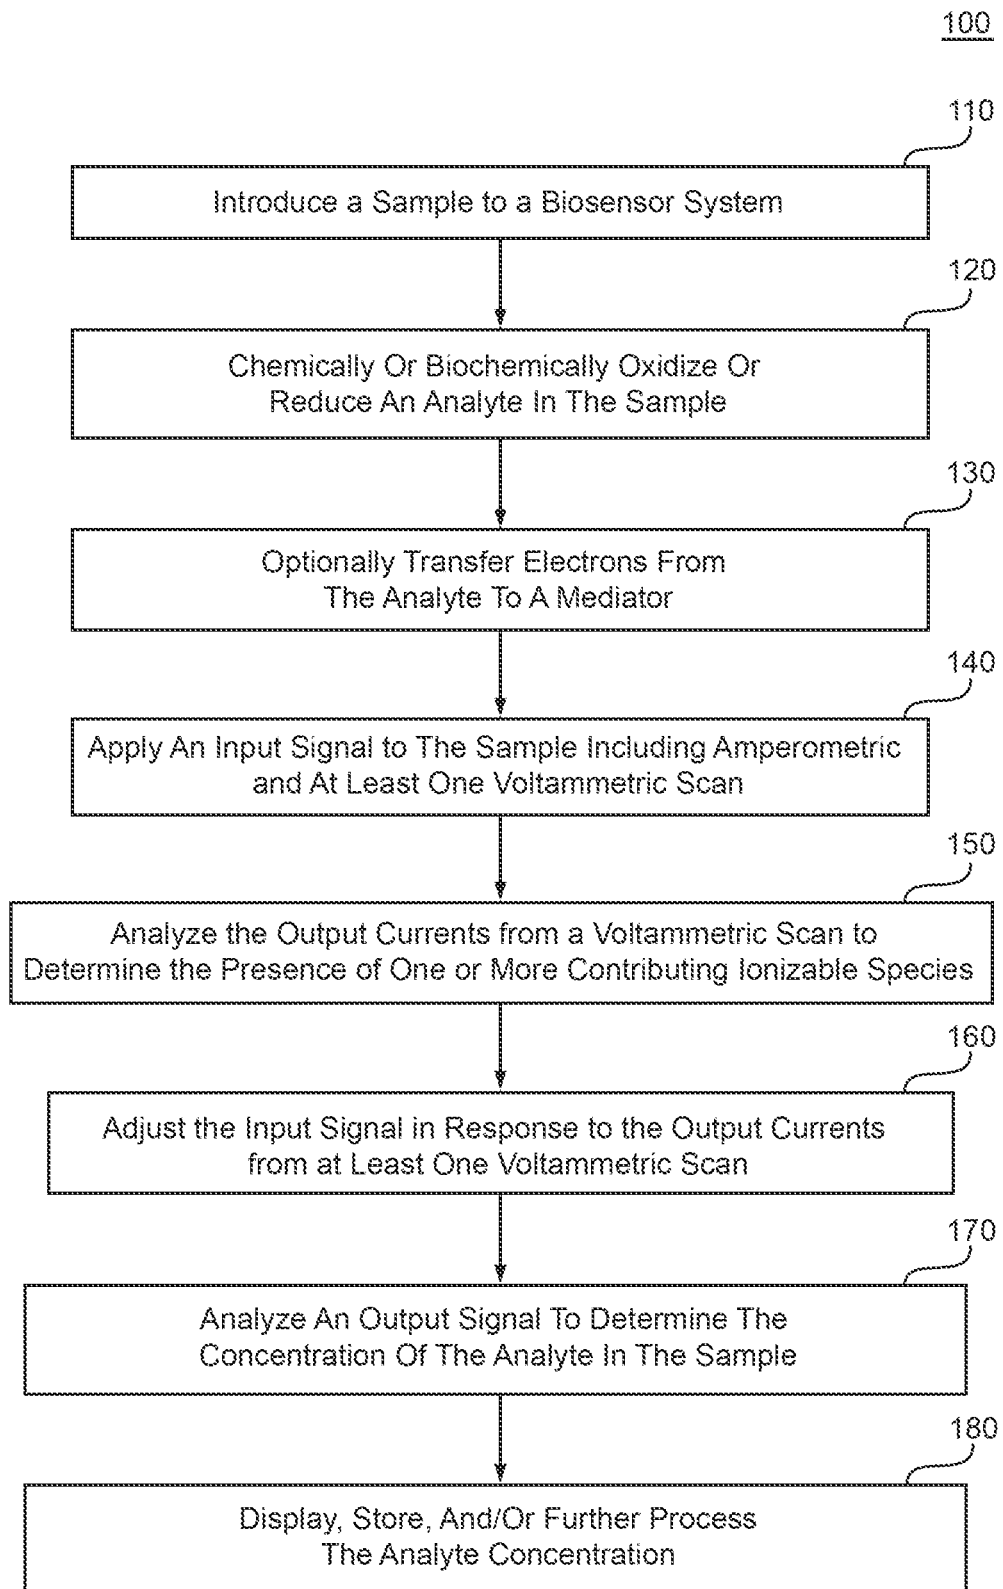 100
110
Introduce a Sample to a Biosensor System
120
Chemically Or Biochemically Oxidize Or
Reduce An Analyte In The Sample
130
Optionally Transfer Electrons From
The Analyte To A Mediator
140
Apply An Input Signal to The Sample Including Amperometric
and At Least One Voltammetric Scan
150
Analyze the Output Currents from a Voltammetric Scan to
Determine the Presence of One or More Contributing Ionizable Species
160
Adjust the Input Signal in Response to the Output Currents
from at Least One Voltammetric Scan
170
Analyze An Output Signal To Determine The
Concentration Of The Analyte In The Sample
180
Display, Store, And/Or Further Process
The Analyte Concentration